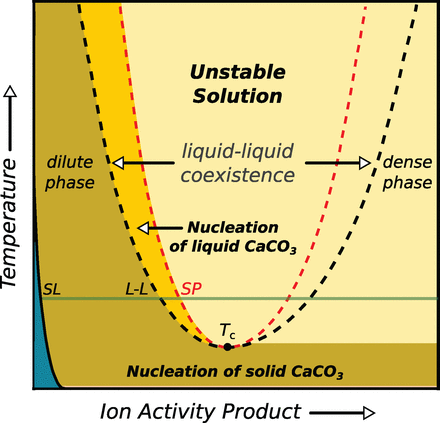 Unstable
Solution
liquid-liquid
coexistence
dilute
phase
dense
phase
Nucleation
of liquid CaCO₃
SL
L-L
SP
Tc
Nucleation of solid CaCO₃
Temperature
Ion Activity Product